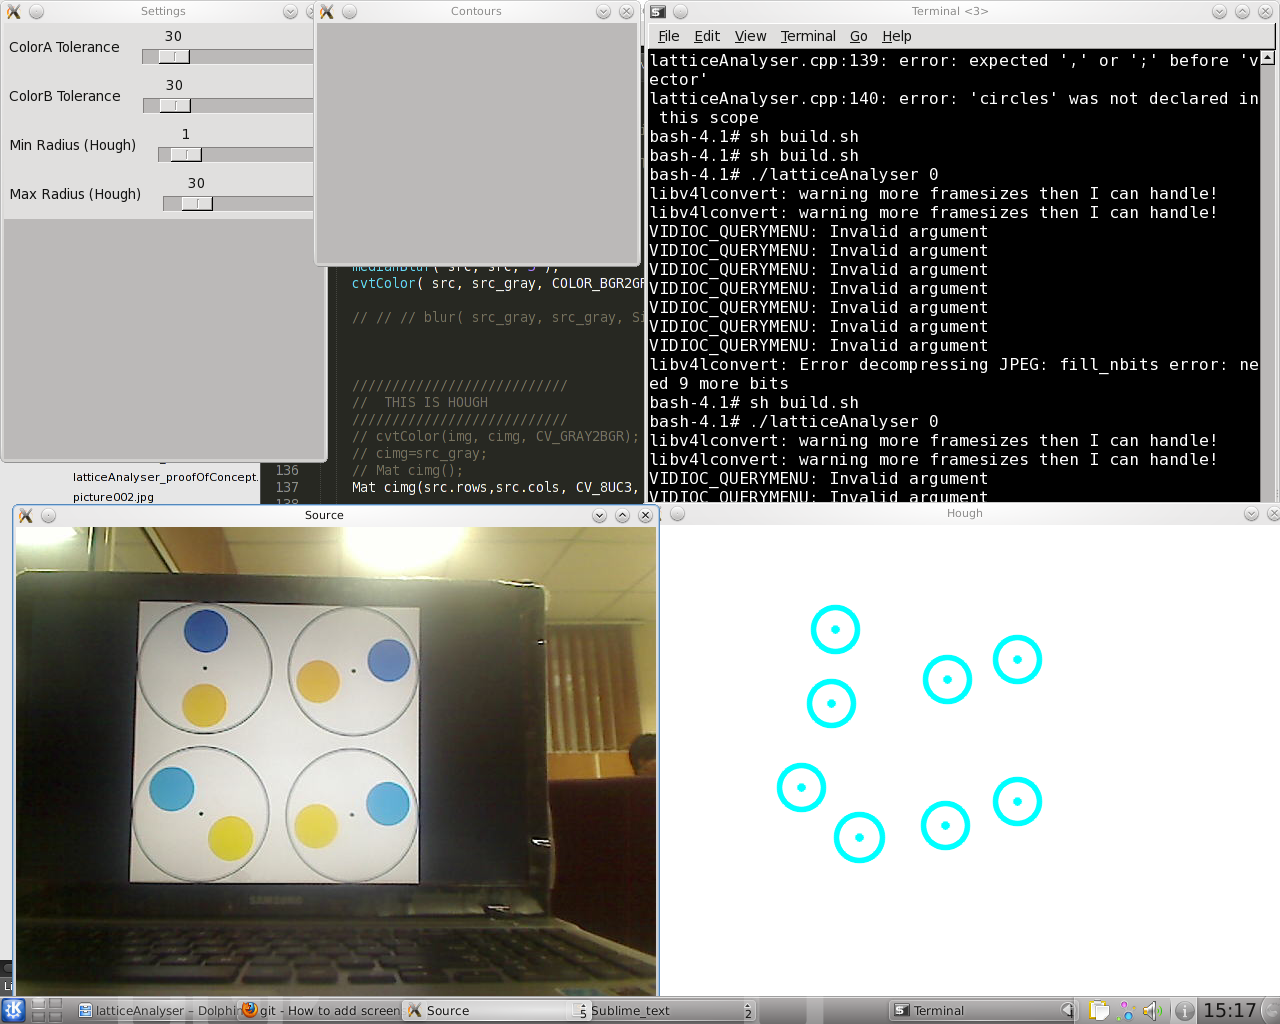 Settings
ColorA Tolerance
30
ColorB Tolerance
30
Min Radius (Hough)
1
Max Radius (Hough)
30
Contours
cvtColor( src, src_gray, COLOR_BGR2GR
// // // blur( src_gray, src_gray, Si
////////////////////////////
//  THIS IS HOUGH
////////////////////////////
// cvtColor(img, cimg, CV_GRAY2BGR);
// cimg=src_gray;
136 // Mat cimg();
137 Mat cimg(src.rows,src.cols, CV_8UC3,
latticeAnalyser_proofOfConcept.
picture002.jpg
Terminal <3>
File Edit View Terminal Go Help
latticeAnalyser.cpp:139: error: expected ',' or ';' before 'v
ector'
latticeAnalyser.cpp:140: error: 'circles' was not declared in
 this scope
bash-4.1# sh build.sh
bash-4.1# sh build.sh
bash-4.1# ./latticeAnalyser 0
libv4lconvert: warning more framesizes then I can handle!
libv4lconvert: warning more framesizes then I can handle!
VIDIOC_QUERYMENU: Invalid argument
VIDIOC_QUERYMENU: Invalid argument
VIDIOC_QUERYMENU: Invalid argument
VIDIOC_QUERYMENU: Invalid argument
VIDIOC_QUERYMENU: Invalid argument
VIDIOC_QUERYMENU: Invalid argument
VIDIOC_QUERYMENU: Invalid argument
libv4lconvert: Error decompressing JPEG: fill_nbits error: ne
ed 9 more bits
bash-4.1# sh build.sh
bash-4.1# ./latticeAnalyser 0
libv4lconvert: warning more framesizes then I can handle!
libv4lconvert: warning more framesizes then I can handle!
VIDIOC_QUERYMENU: Invalid argument
VIDIOC_QUERYMENU: Invalid argument
Source
SAMSUNG
Hough
Li
latticeAnalyser – Dolphin
git - How to add screen
Source
5 Sublime_text 2
Terminal
15:17